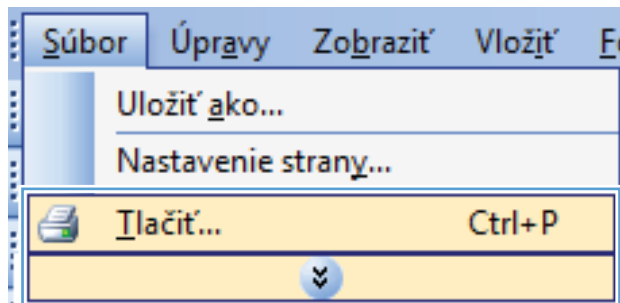 Súbor Úpravy Zobraziť Vložiť
Uložiť ako...
Nastavenie strany...
Tlačiť... Ctrl+P